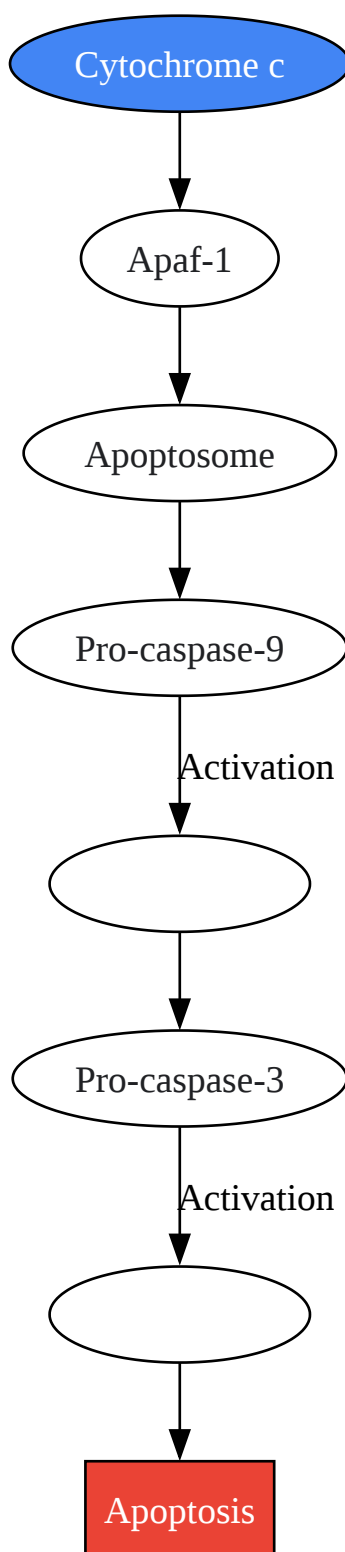 Cytochrome c
Apaf-1
Apoptosome
Pro-caspase-9
Activation
Pro-caspase-3
Activation
Apoptosis